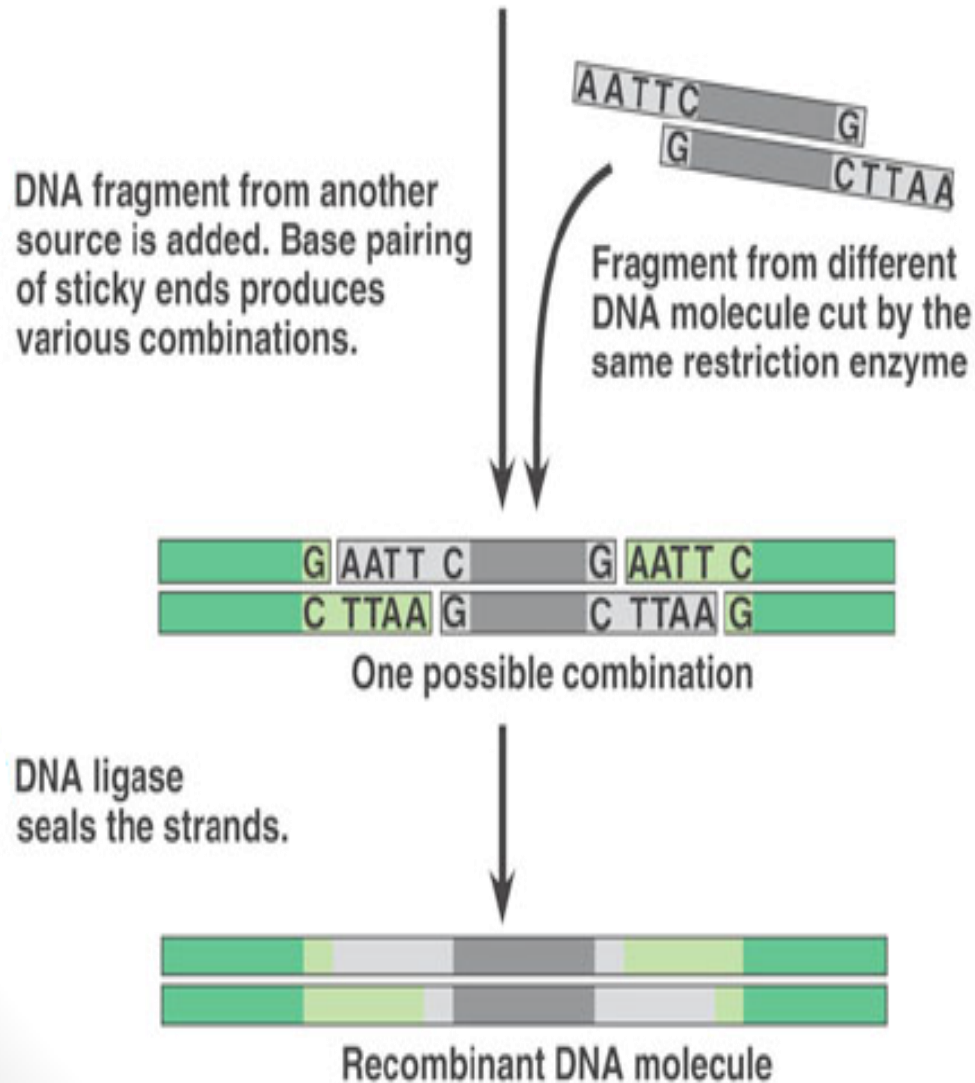 AATTC
G
G
CTTAA
DNA fragment from another
source is added. Base pairing
of sticky ends produces
various combinations.
Fragment from different
DNA molecule cut by the
same restriction enzyme
G AATT C G AATT C
C TTAA G C TTAA G
One possible combination
DNA ligase
seals the strands.
Recombinant DNA molecule